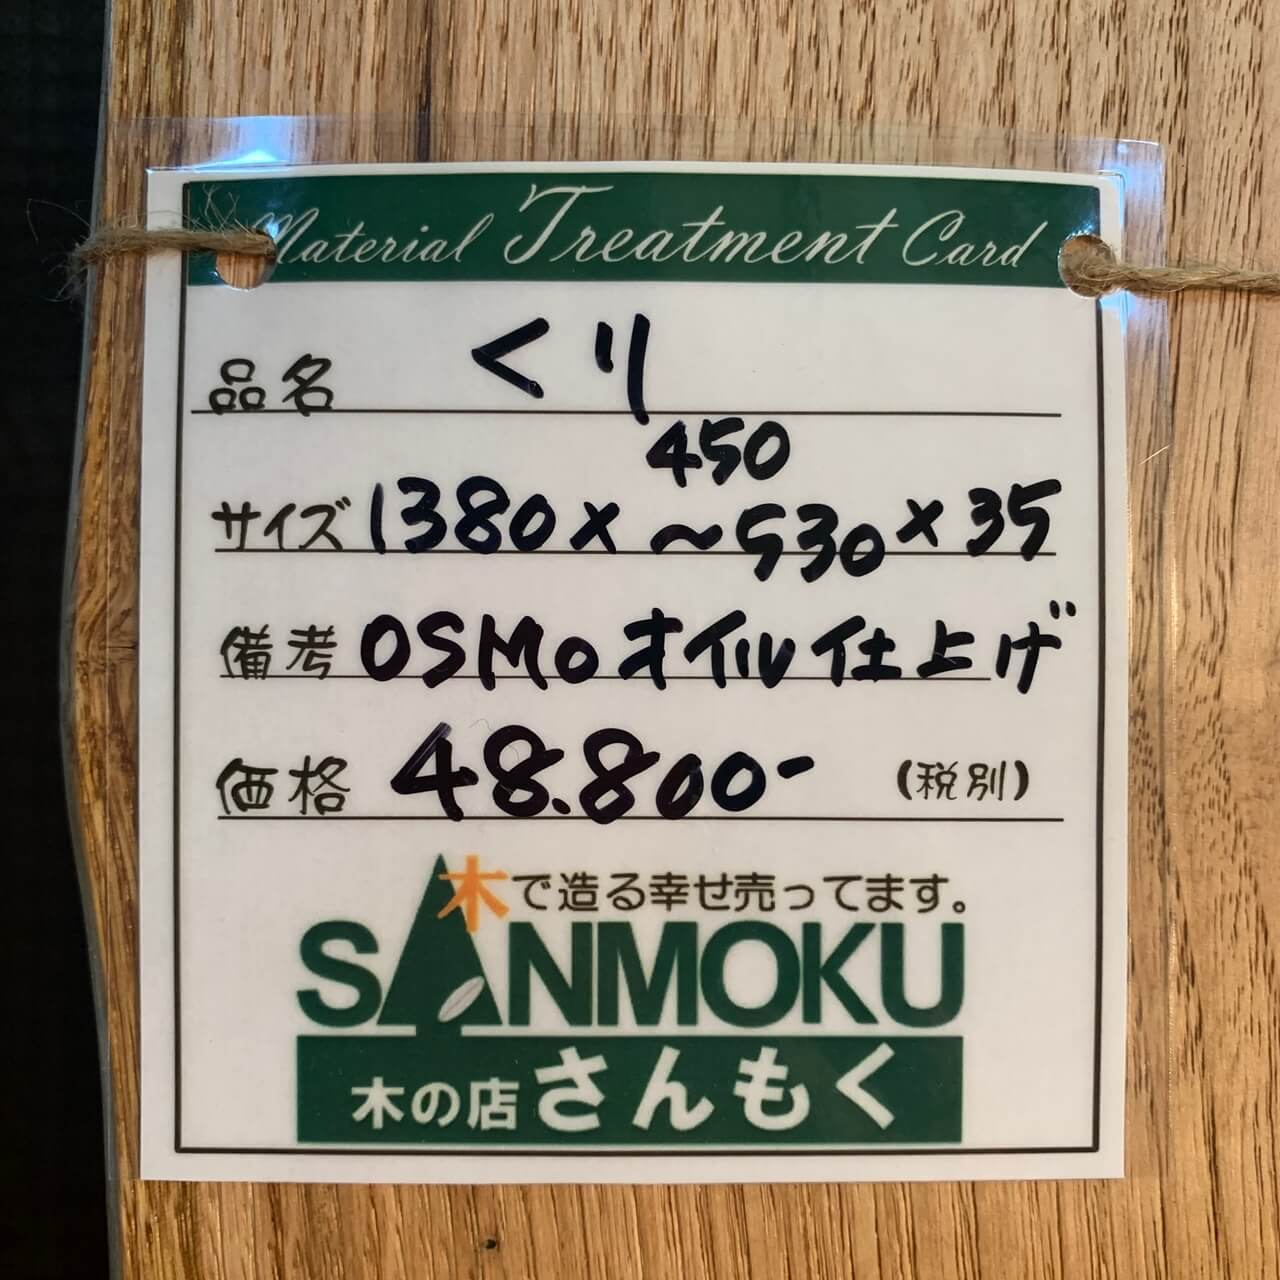 Material Treatment Card
品名 くり
サイズ 1380×450～530×35
備考 OSMOオイル仕上げ
価格 48.800- (税別)
木で造る幸せ売ってます。
SANMOKU
木の店さんもく